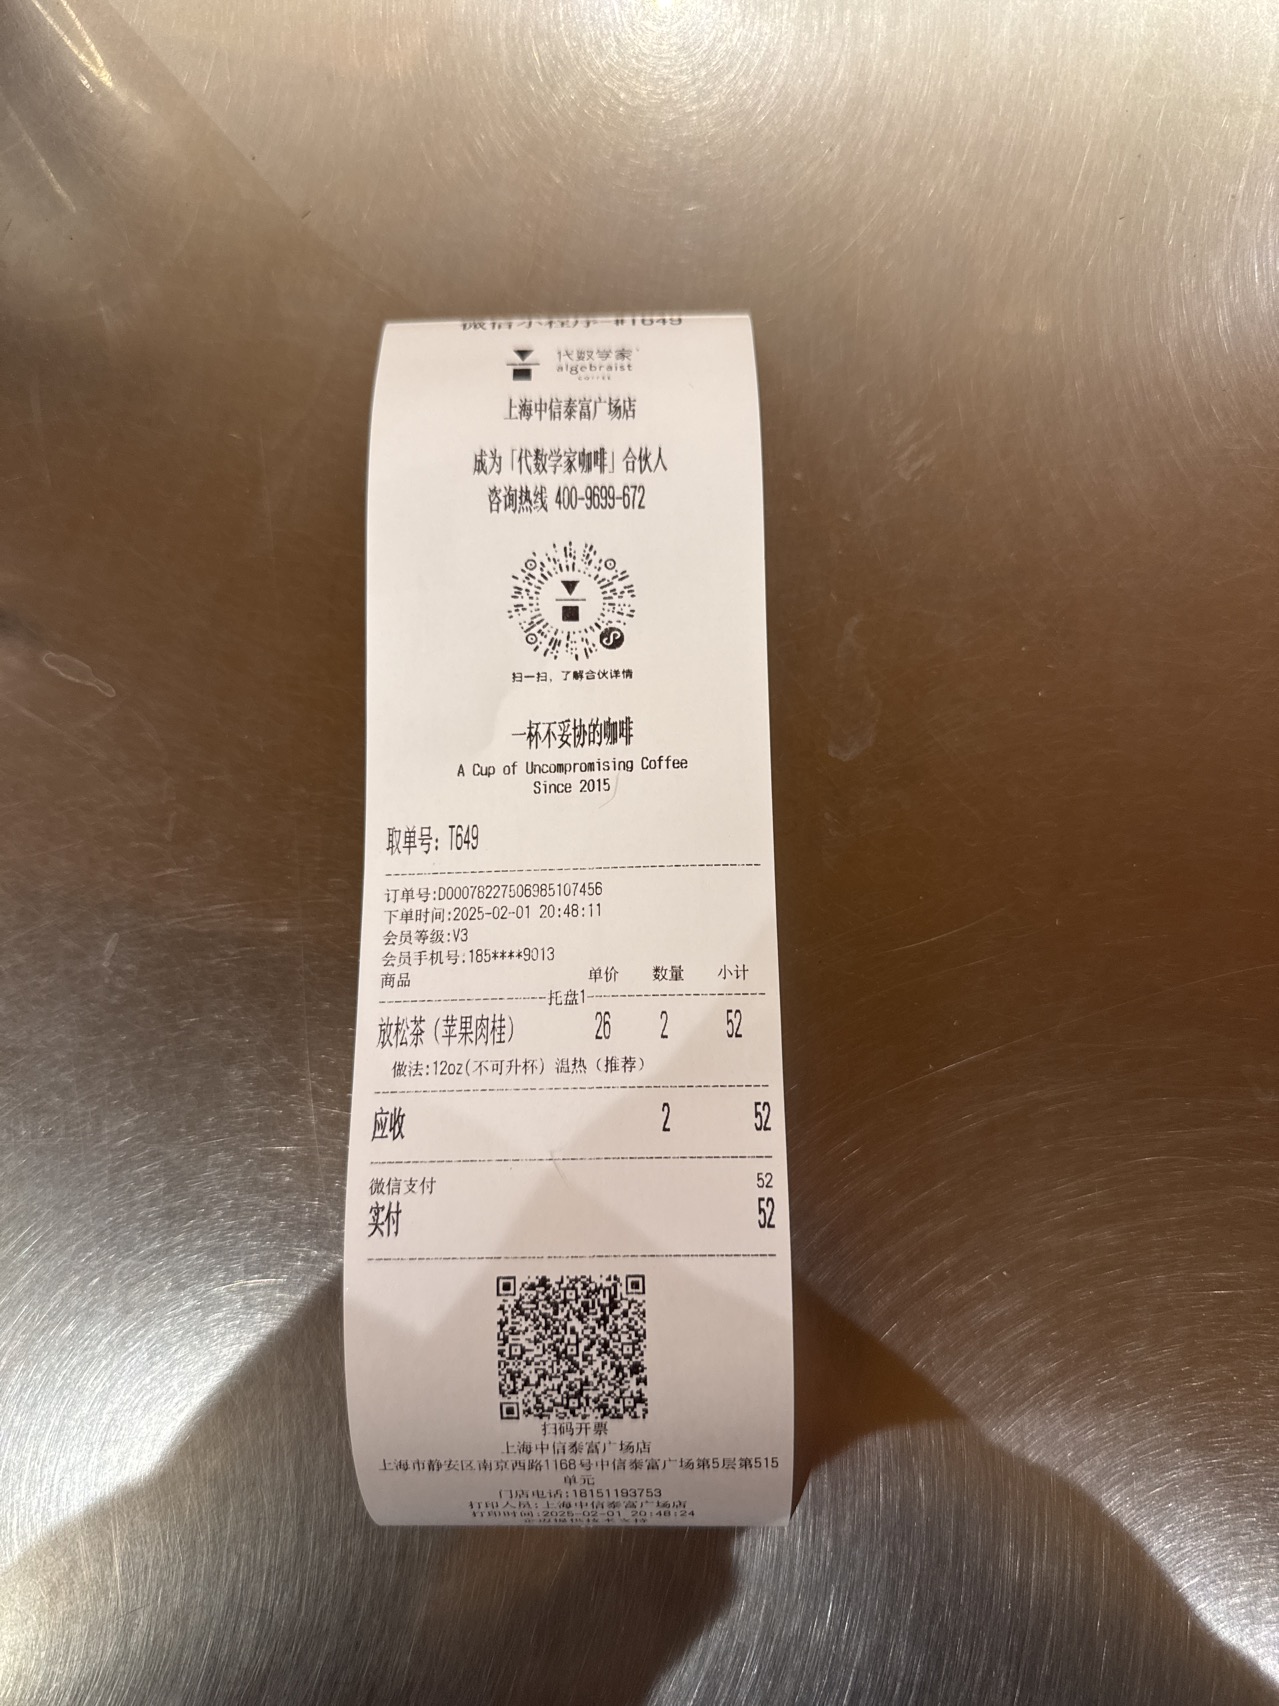 微信小程序-#T649
代数学家
algebraist
COFFEE
上海中信泰富广场店
成为「代数学家咖啡」合伙人
咨询热线 400-9699-672
扫一扫，了解合伙详情
一杯不妥协的咖啡
A Cup of Uncompromising Coffee
Since 2015
取单号: T649
订单号:D00078227506985107456
下单时间:2025-02-01 20:48:11
会员等级:V3
会员手机号:185****9013
商品 单价 数量 小计
托盘1
放松茶(苹果肉桂) 26 2 52
做法:12oz(不可升杯) 温热（推荐）
应收 2 52
微信支付 52
实付 52
扫码开票
上海中信泰富广场店
上海市静安区南京西路1168号中信泰富广场第5层第515
单元
门店电话:18151193753
打印人员:上海中信泰富广场店
打印时间:2025-02-01 20:48:24